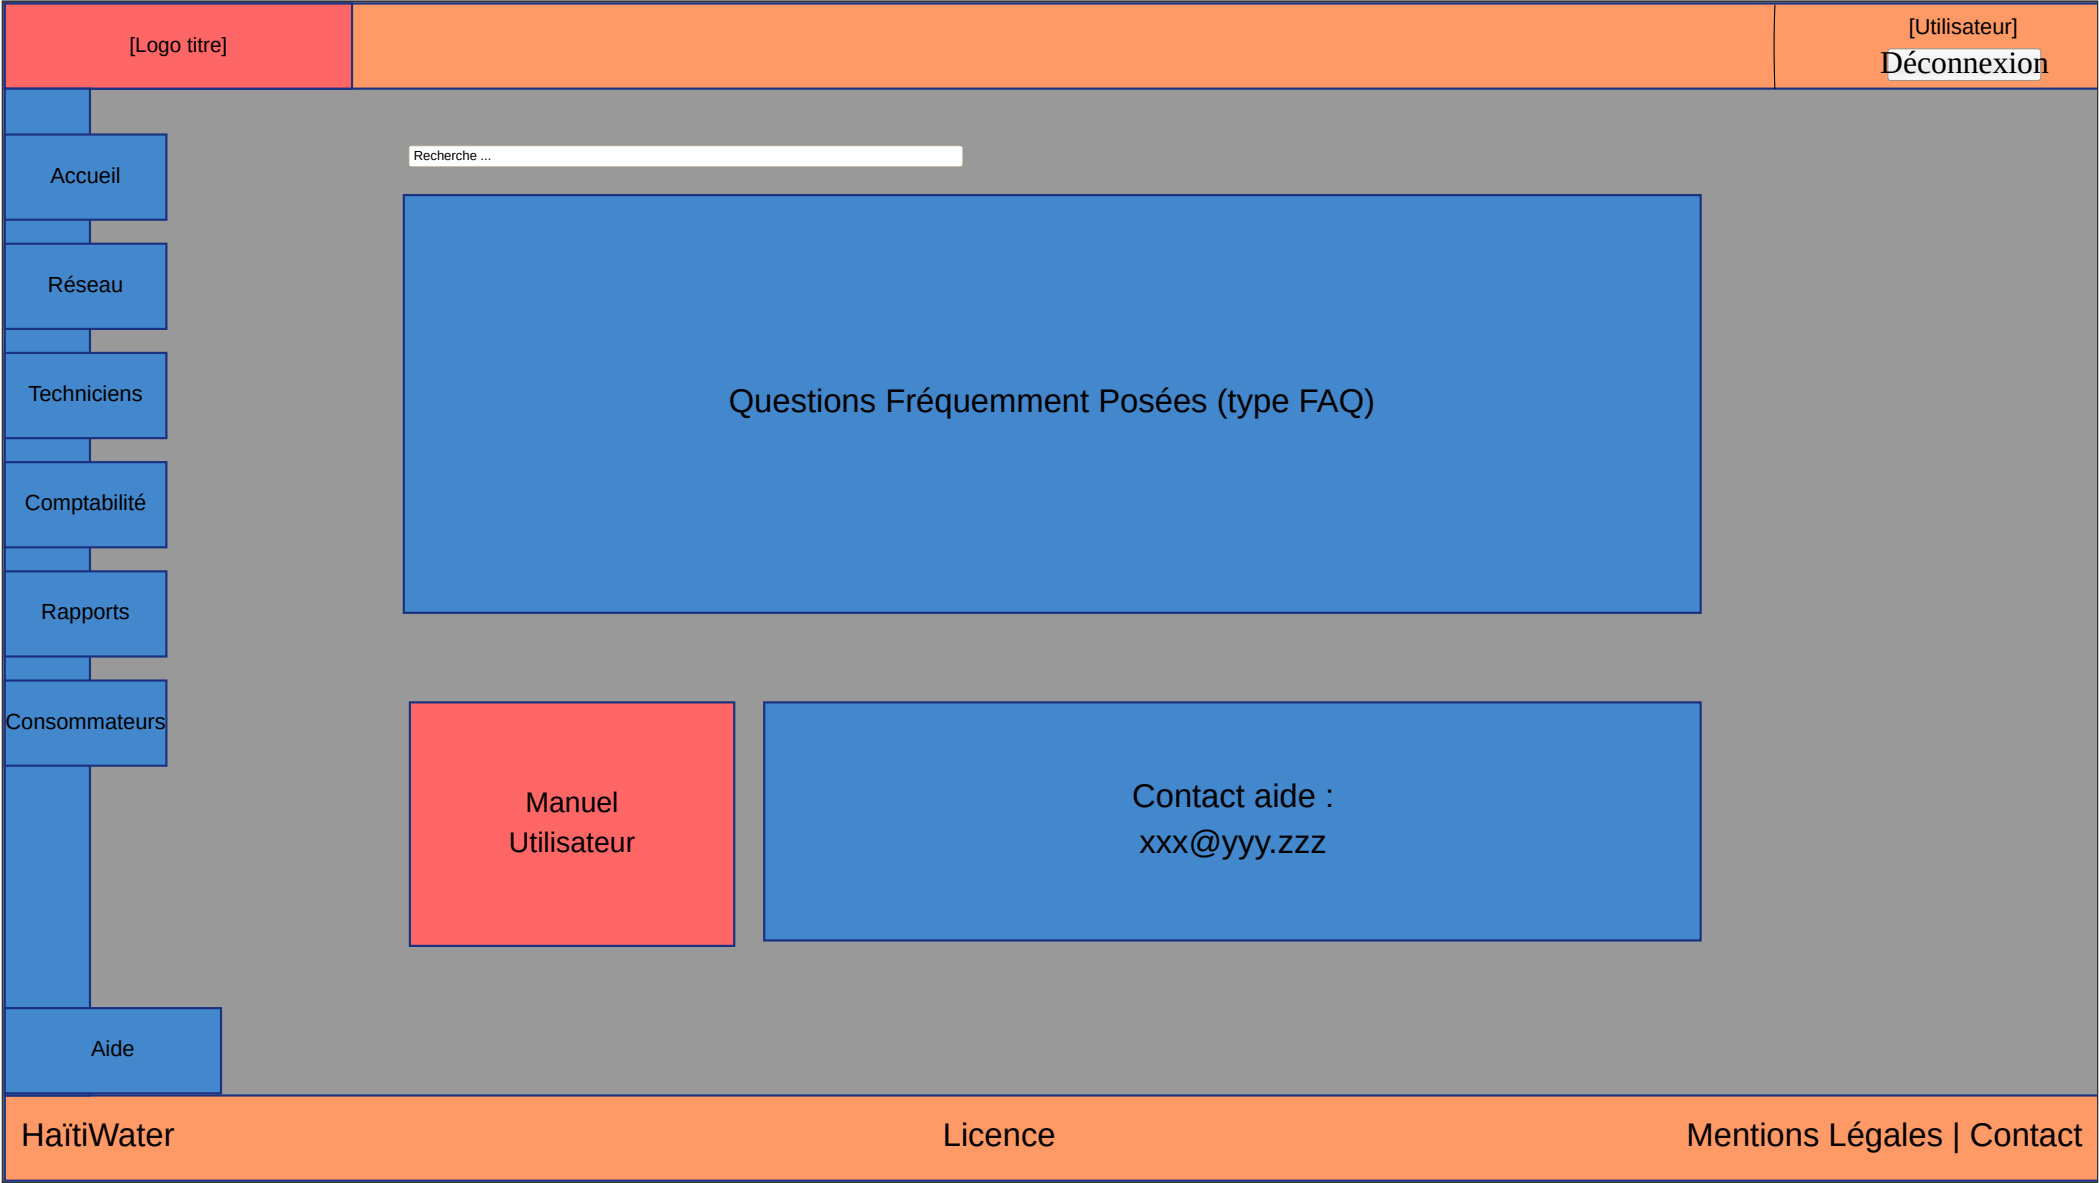 [Logo titre]
[Utilisateur]
Déconnexion
Recherche ...
Accueil
Réseau
Techniciens
Comptabilité
Rapports
Consommateurs
Aide
Questions Fréquemment Posées (type FAQ)
Manuel
Utilisateur
Contact aide :
xxx@yyy.zzz
HaïtiWater
Licence
Mentions Légales | Contact